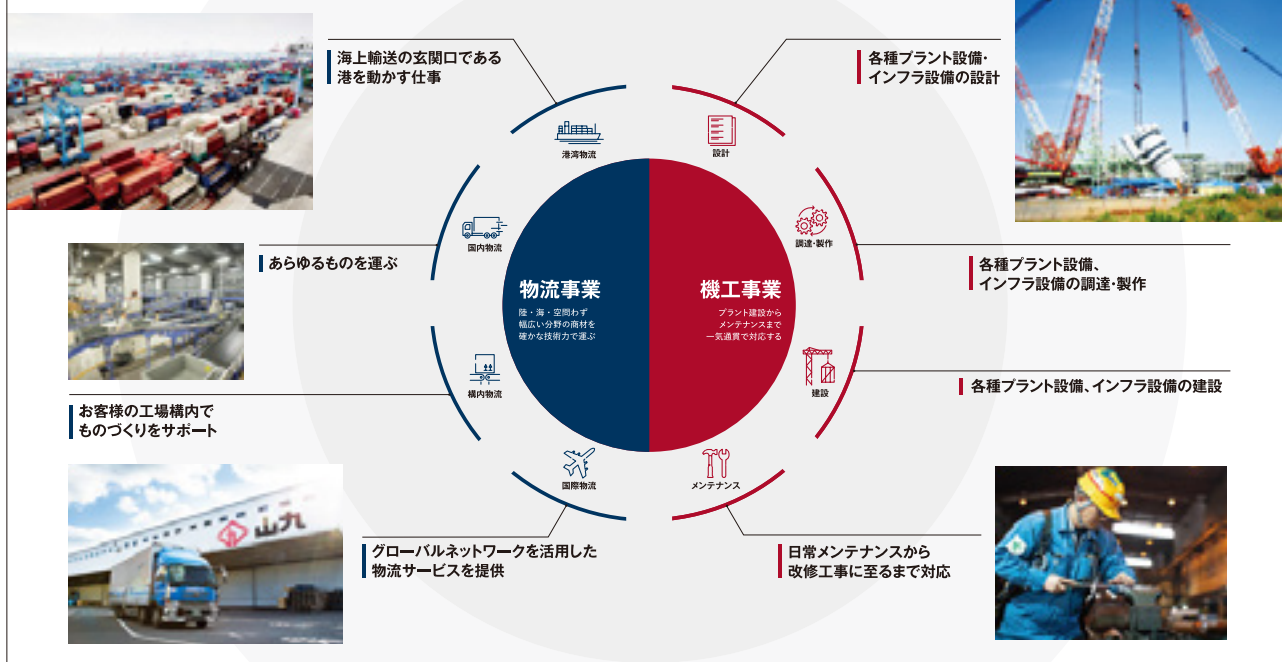 海上輸送の玄関口である
港を動かす仕事
港湾物流
あらゆるものを運ぶ
国内物流
お客様の工場構内で
ものづくりをサポート
構内物流
グローバルネットワークを活用した
物流サービスを提供
国際物流
物流事業
陸・海・空問わず
幅広い分野の商材を
確かな技術力で運ぶ
機工事業
プラント建設から
メンテナンスまで
一気通貫で対応する
各種プラント設備・
インフラ設備の設計
設計
各種プラント設備、
インフラ設備の調達・製作
調達・製作
各種プラント設備、インフラ設備の建設
建設
日常メンテナンスから
改修工事に至るまで対応
メンテナンス
山九